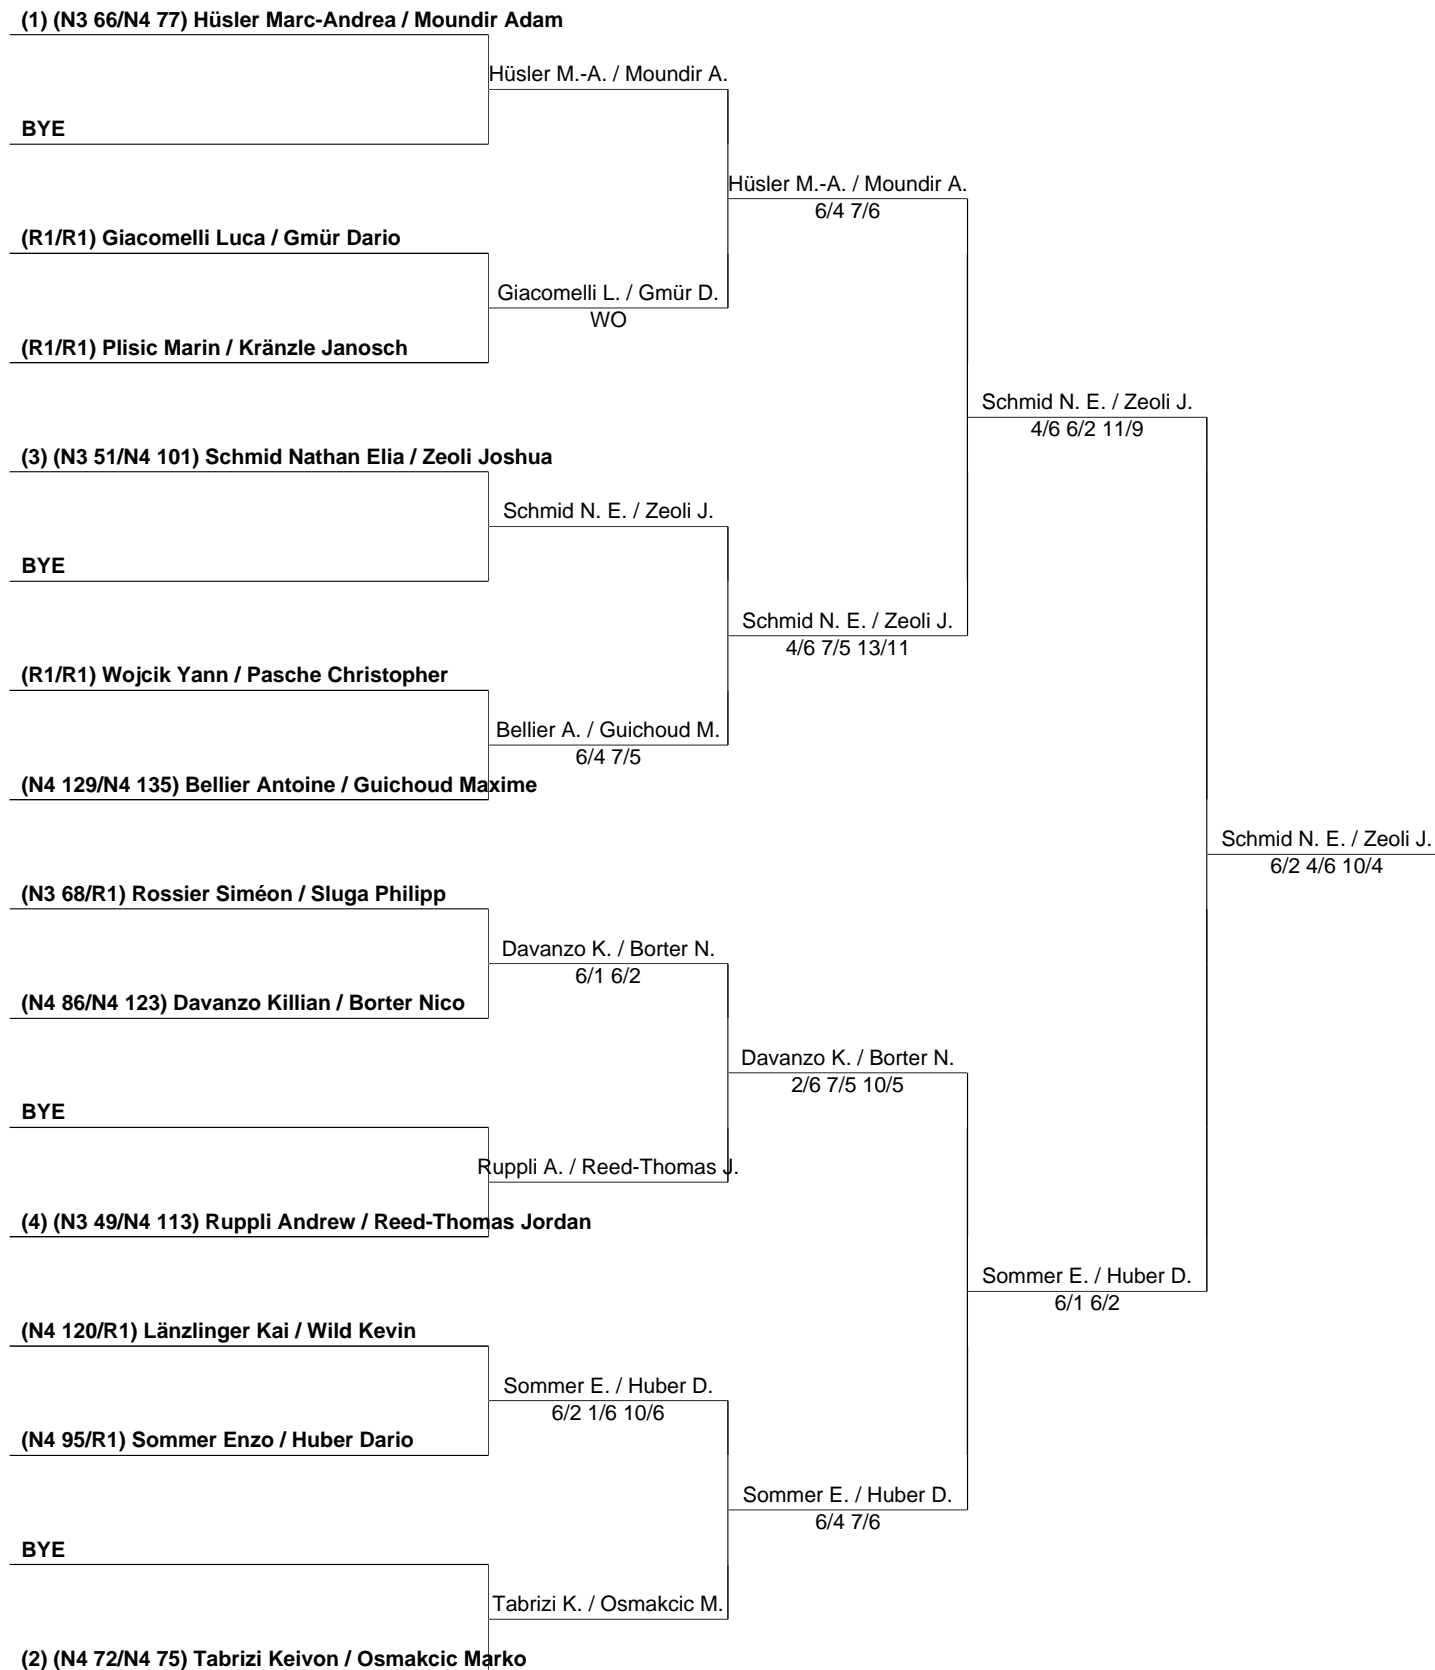 (1) (N3 66/N4 77) Hüsler Marc-Andrea / Moundir Adam
Hüsler M.-A. / Moundir A.
BYE
Hüsler M.-A. / Moundir A.
6/4 7/6
(R1/R1) Giacomelli Luca / Gmür Dario
Giacomelli L. / Gmür D.
WO
(R1/R1) Plisic Marin / Kränzle Janosch
Schmid N. E. / Zeoli J.
4/6 6/2 11/9
(3) (N3 51/N4 101) Schmid Nathan Elia / Zeoli Joshua
Schmid N. E. / Zeoli J.
BYE
Schmid N. E. / Zeoli J.
4/6 7/5 13/11
(R1/R1) Wojcik Yann / Pasche Christopher
Bellier A. / Guichoud M.
6/4 7/5
(N4 129/N4 135) Bellier Antoine / Guichoud Maxime
Schmid N. E. / Zeoli J.
6/2 4/6 10/4
(N3 68/R1) Rossier Siméon / Sluga Philipp
Davanzo K. / Borter N.
6/1 6/2
(N4 86/N4 123) Davanzo Killian / Borter Nico
Davanzo K. / Borter N.
2/6 7/5 10/5
BYE
Ruppli A. / Reed-Thomas J.
(4) (N3 49/N4 113) Ruppli Andrew / Reed-Thomas Jordan
Sommer E. / Huber D.
6/1 6/2
(N4 120/R1) Länzlinger Kai / Wild Kevin
Sommer E. / Huber D.
6/2 1/6 10/6
(N4 95/R1) Sommer Enzo / Huber Dario
Sommer E. / Huber D.
6/4 7/6
BYE
Tabrizi K. / Osmakcic M.
(2) (N4 72/N4 75) Tabrizi Keivon / Osmakcic Marko